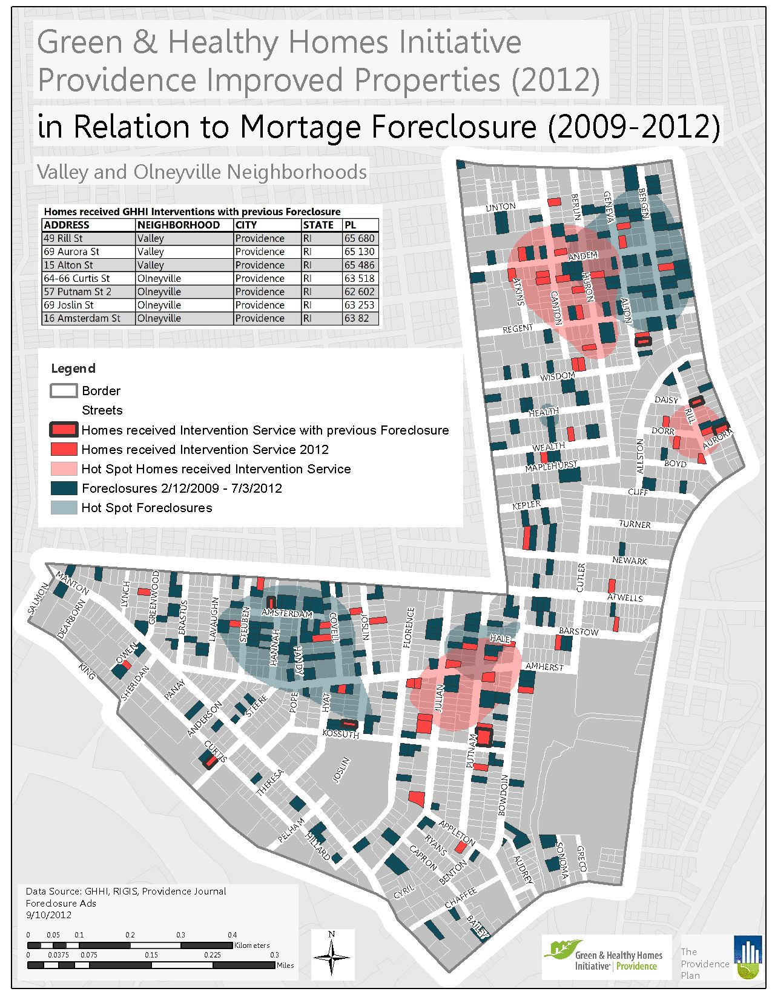 Green & Healthy Homes Initiative
Providence Improved Properties (2012)
in Relation to Mortage Foreclosure (2009-2012)
Valley and Olneyville Neighborhoods
Homes received GHHI Interventions with previous Foreclosure
ADDRESS NEIGHBORHOOD CITY STATE PL
49 Rill St Valley Providence RI 65 680
69 Aurora St Valley Providence RI 65 130
15 Alton St Valley Providence RI 65 486
64-66 Curtis St Olneyville Providence RI 63 518
57 Putnam St 2 Olneyville Providence RI 62 602
69 Joslin St Olneyville Providence RI 63 253
16 Amsterdam St Olneyville Providence RI 63 82
Legend
Border
Streets
Homes received Intervention Service with previous Foreclosure
Homes received Intervention Service 2012
Hot Spot Homes received Intervention Service
Foreclosures 2/12/2009 - 7/3/2012
Hot Spot Foreclosures
LINTON
BERLIN
GENEVA
BERGEN
ANDEM
ATKINS
CANTON
HURON
ALTON
REGENT
WISDOM
HEALTH
WEALTH
MAPLEHURST
DAISY
RILL
DORR
AURORA
ALLSTON
BOYD
CLIFF
KEPLER
TURNER
NEWARK
CUTLER
ATWELLS
BARSTOW
AMHERST
HALE
SALMON
MANTON
DEARBORN
LYNCH
GREENWOOD
ERASTUS
LAVAUGHN
STEUBEN
AMSTERDAM
HANNAH
HANDY
COVELL
JOSLIN
FLORENCE
KING
OWEN
SHERIDAN
PANAY
ANDERSON
STEERE
POPE
HYAT
KOSSUTH
JULIAN
PUTNAM
CURTIS
THERESA
JOSLIN
BOWDOIN
PELHAM
HILLARD
APPLETON
RYANS
CAPRON
BENTON
CYRIL
CHAFFEE
BAILEY
AUDREY
SONOMA
GRECO
Data Source: GHHI, RIGIS, Providence Journal
Foreclosure Ads
9/10/2012
0 0.05 0.1 0.2 0.3 0.4
Kilometers
0 0.0375 0.075 0.15 0.225 0.3
Miles
N
Green & Healthy Homes
Initiative | Providence
The
Providence
Plan